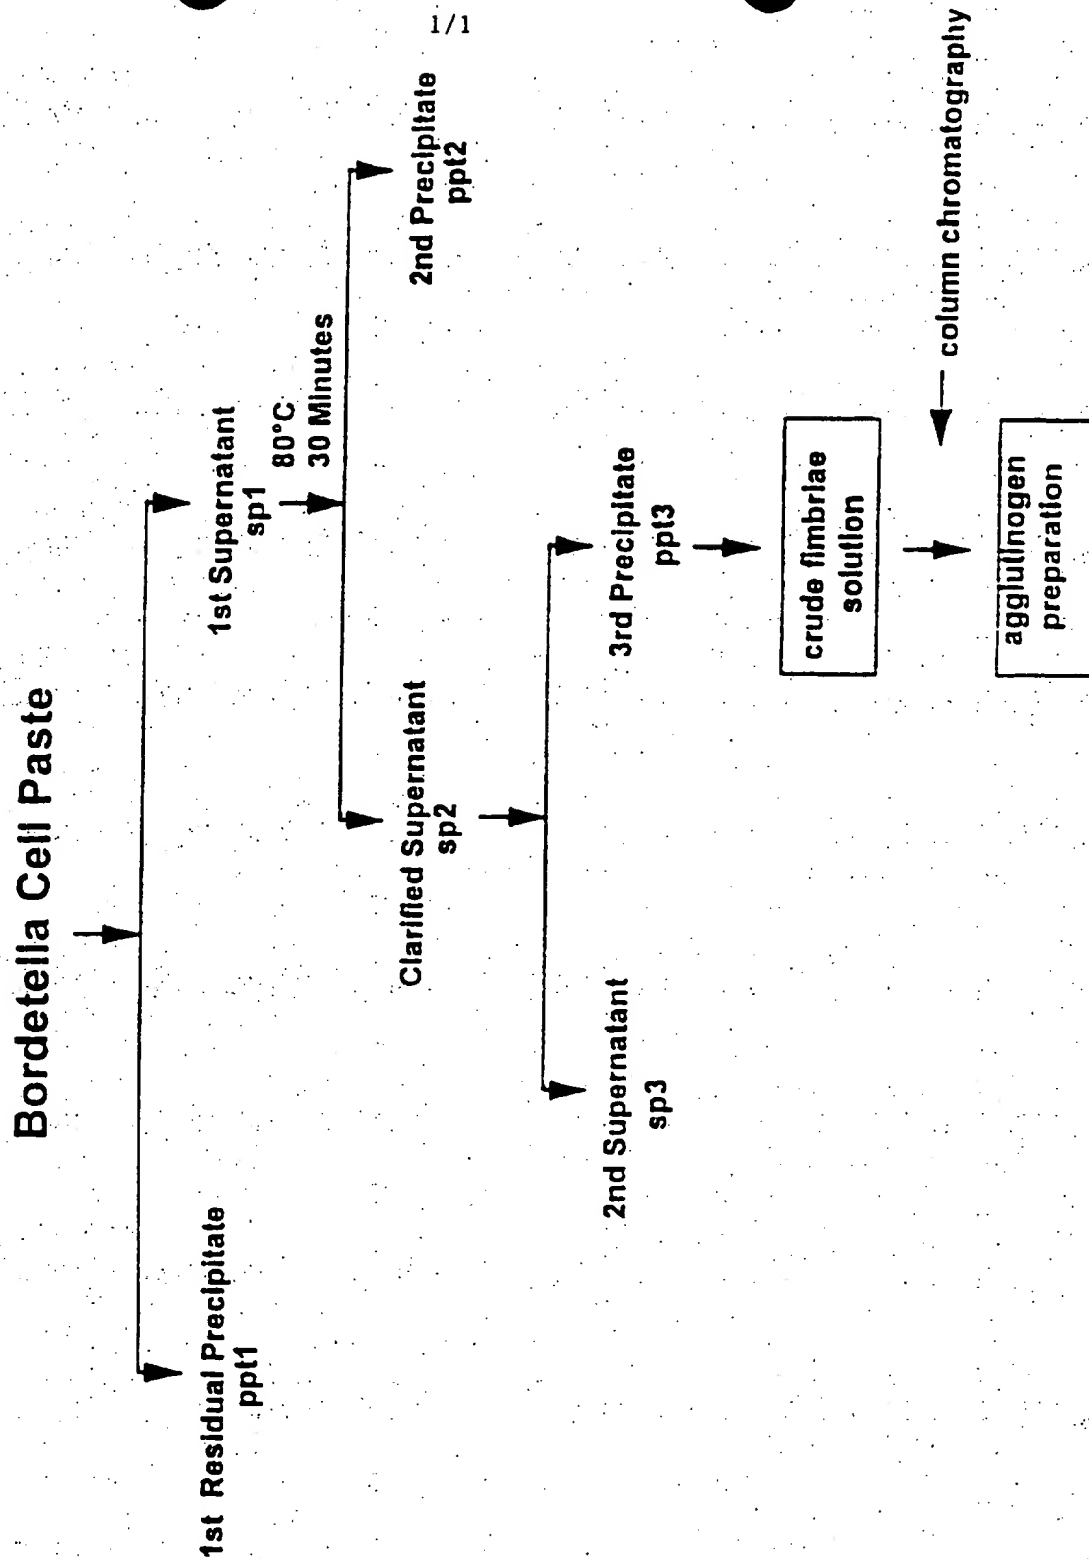 1/1
Bordetella Cell Paste
1st Residual Precipitate
ppt1
1st Supernatant
sp1
80°C
30 Minutes
Clarified Supernatant
sp2
2nd Precipitate
ppt2
2nd Supernatant
sp3
3rd Precipitate
ppt3
crude fimbriae
solution
column chromatography
agglutinogen
preparation